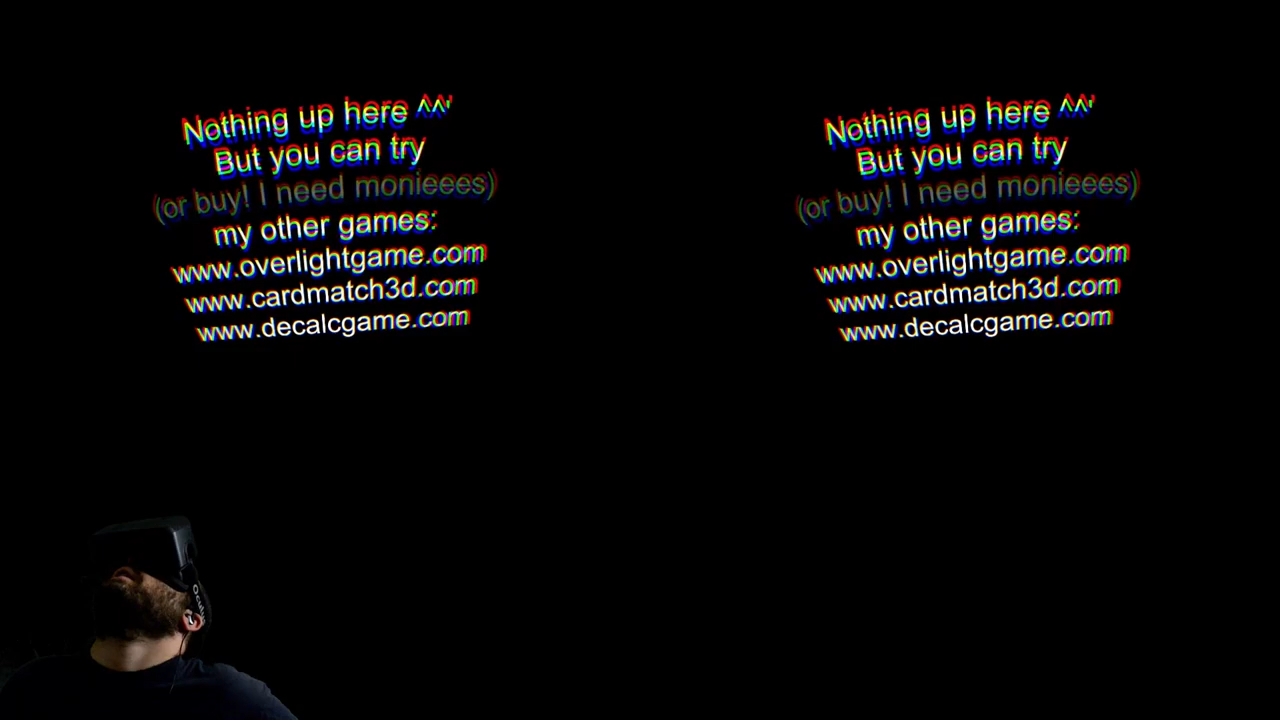 Nothing up here ^^'
But you can try
(or buy! I need monieees)
my other games:
www.overlightgame.com
www.cardmatch3d.com
www.decalcgame.com
Nothing up here ^^'
But you can try
(or buy! I need monieees)
my other games:
www.overlightgame.com
www.cardmatch3d.com
www.decalcgame.com